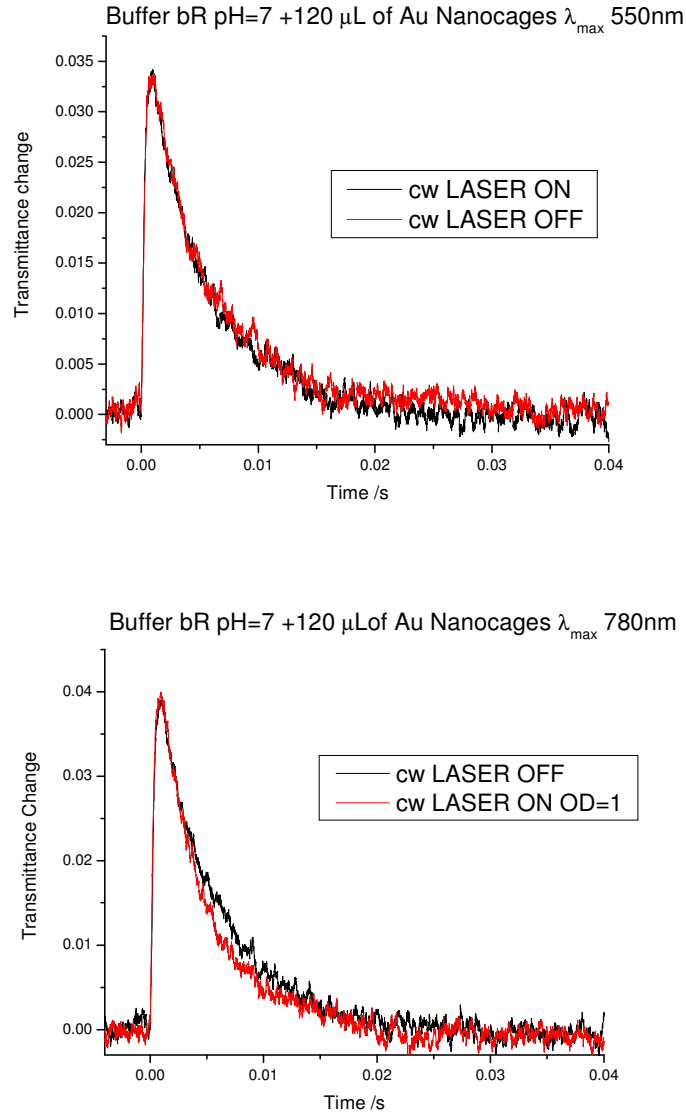 Buffer bR pH=7 +120 μL of Au Nanocages λmax 550nm
0.035
0.030
0.025
0.020
0.015
0.010
0.005
0.000
Transmittance change
cw LASER ON
cw LASER OFF
0.00 0.01 0.02 0.03 0.04
Time /s
Buffer bR pH=7 +120 μLof Au Nanocages λmax 780nm
0.04
0.03
0.02
0.01
0.00
Transmittance Change
cw LASER OFF
cw LASER ON OD=1
0.00 0.01 0.02 0.03 0.04
Time /s